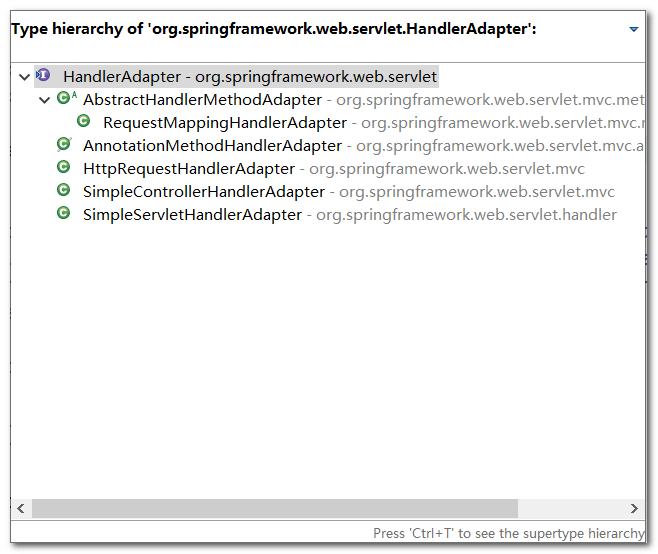 Type hierarchy of 'org.springframework.web.servlet.HandlerAdapter':
HandlerAdapter - org.springframework.web.servlet
AbstractHandlerMethodAdapter - org.springframework.web.servlet.mvc.met
RequestMappingHandlerAdapter - org.springframework.web.servlet.mvc.
AnnotationMethodHandlerAdapter - org.springframework.web.servlet.mvc.a
HttpRequestHandlerAdapter - org.springframework.web.servlet.mvc
SimpleControllerHandlerAdapter - org.springframework.web.servlet.mvc
SimpleServletHandlerAdapter - org.springframework.web.servlet.handler
Press 'Ctrl+T' to see the supertype hierarchy